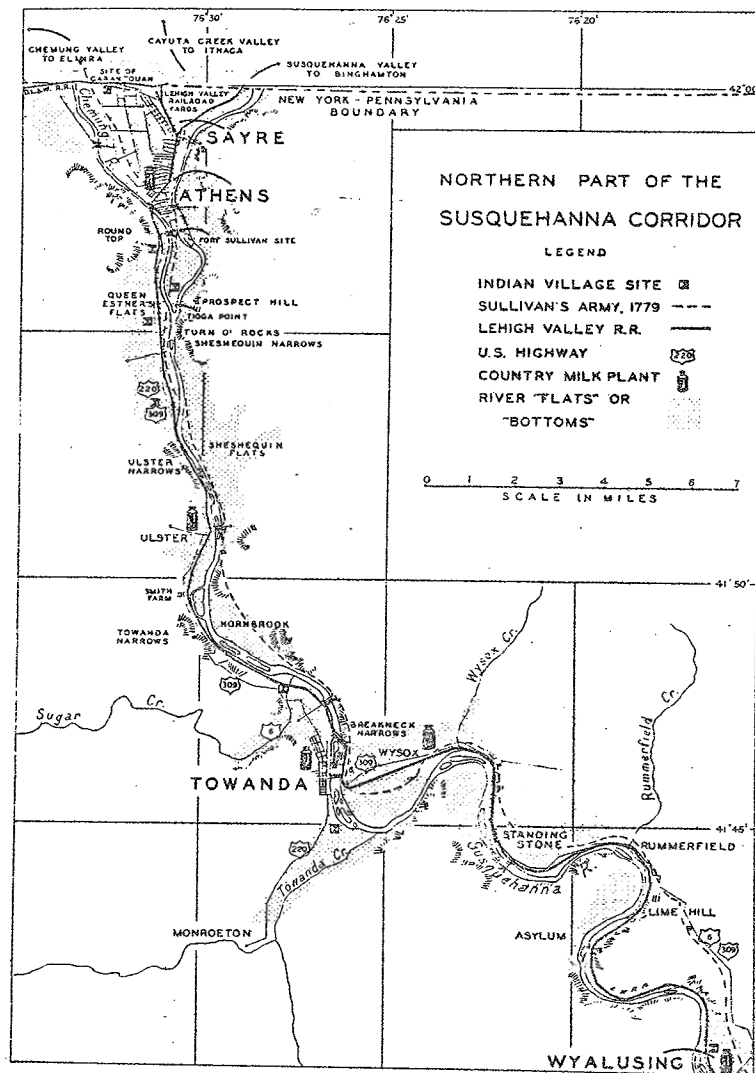 76°30'
76°25'
76°20'
CHEMUNG VALLEY
TO ELMIRA
CAYUTA CREEK VALLEY
TO ITHACA
SUSQUEHANNA VALLEY
TO BINGHAMTON
SITE OF
LEHIGH VALLEY
RAILROAD
YARDS
42°00'
NEW YORK - PENNSYLVANIA
BOUNDARY
Chemung R.
SAYRE
ATHENS
ROUND
TOP
FORT SULLIVAN SITE
QUEEN
ESTHER'S
FLATS
PROSPECT HILL
TIOGA POINT
TURN O' ROCKS
SHESHEQUIN NARROWS
220
309
SHESHEQUIN
FLATS
ULSTER
NARROWS
ULSTER
SMITH
FARM
HORNBROOK
TOWANDA
NARROWS
309
Sugar Cr.
6
BREAKNECK
NARROWS
309
WYSOX
Wysox Cr.
Rummerfield Cr.
TOWANDA
220
Towanda Cr.
MONROETON
STANDING
STONE
Susquehanna R.
RUMMERFIELD
LIME HILL
ASYLUM
6
309
L.V.R.R.
WYALUSING
41°50'
41°45'
NORTHERN PART OF THE
SUSQUEHANNA CORRIDOR
LEGEND
INDIAN VILLAGE SITE
SULLIVAN'S ARMY, 1779
LEHIGH VALLEY R.R.
U.S. HIGHWAY 220
COUNTRY MILK PLANT
RIVER "FLATS" OR
"BOTTOMS"
0 1 2 3 4 5 6 7
SCALE IN MILES